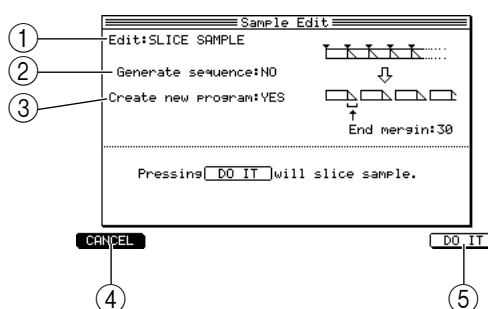 Sample Edit
① Edit:SLICE SAMPLE
② Generate sequence:NO
③ Create new program:YES
End mergin:30
Pressing DO IT will slice sample.
CANCEL DO IT
④ ⑤